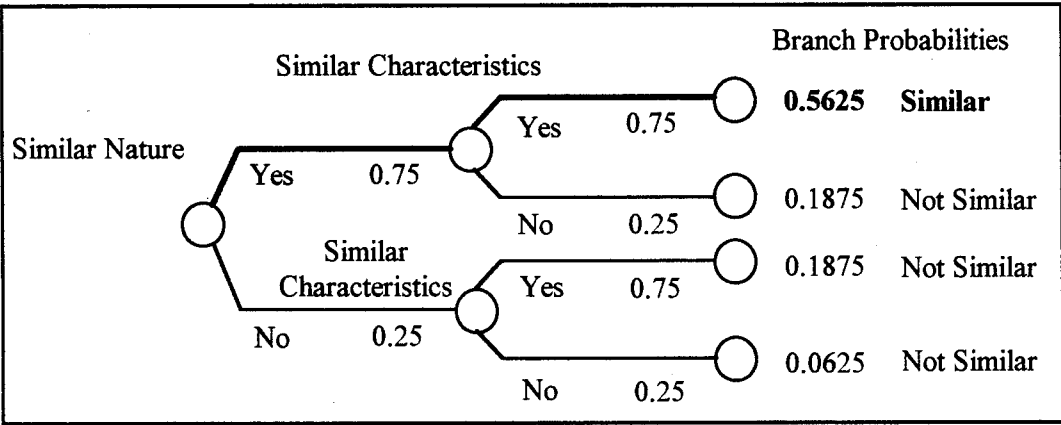 Branch Probabilities
Similar Characteristics
0.5625 Similar
Yes 0.75
Similar Nature
Yes 0.75
0.1875 Not Similar
No 0.25
Similar
Characteristics
0.1875 Not Similar
Yes 0.75
No 0.25
0.0625 Not Similar
No 0.25